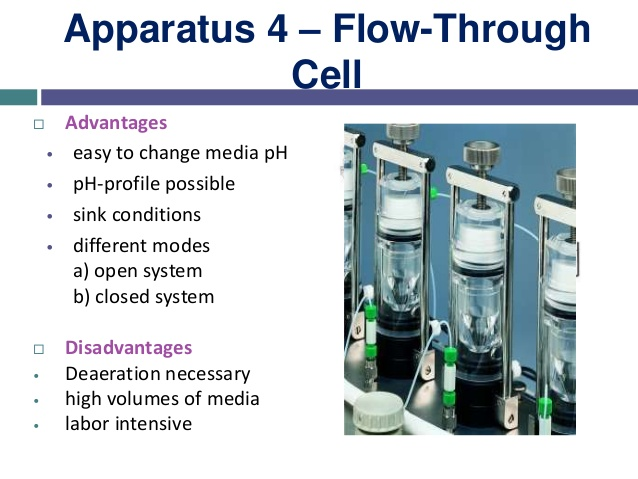 Apparatus 4 – Flow-Through
Cell
Advantages
• easy to change media pH
• pH-profile possible
• sink conditions
• different modes
a) open system
b) closed system
Disadvantages
• Deaeration necessary
• high volumes of media
• labor intensive